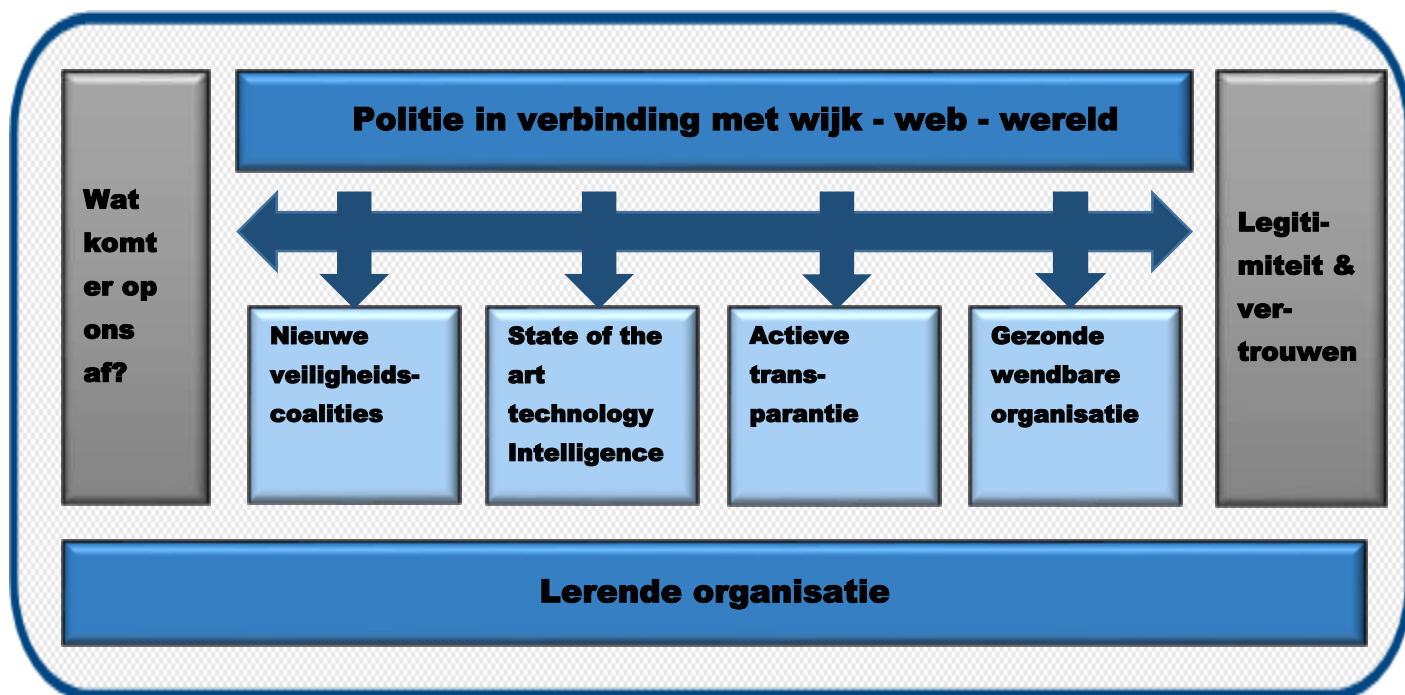 Politie in verbinding met wijk - web - wereld
Wat
komt
er op
ons
af?
Nieuwe
veiligheids-
coalities
State of the
art
technology
Intelligence
Actieve
trans-
parantie
Gezonde
wendbare
organisatie
Legiti-
miteit &
ver-
trouwen
Lerende organisatie